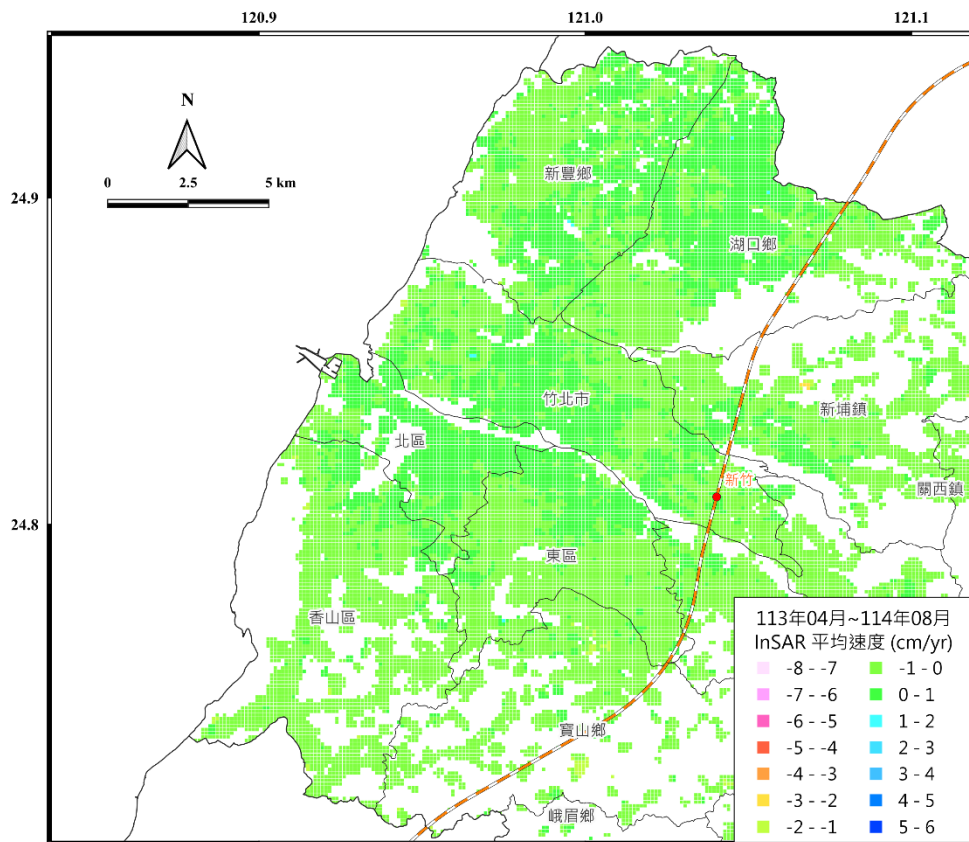 120.9 121.0 121.1
N
0 2.5 5 km
新豐鄉
24.9
湖口鄉
竹北市
新埔鎮
北區
新竹
關西鎮
24.8
東區
香山區
寶山鄉
峨眉鄉
113年04月~114年08月
InSAR 平均速度 (cm/yr)
-8 - -7 -1 - 0
-7 - -6 0 - 1
-6 - -5 1 - 2
-5 - -4 2 - 3
-4 - -3 3 - 4
-3 - -2 4 - 5
-2 - -1 5 - 6